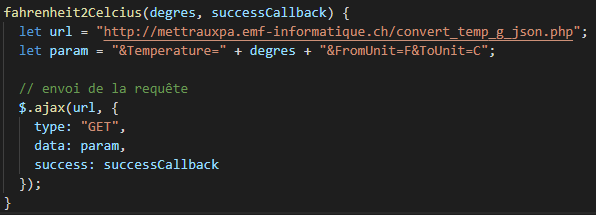 fahrenheit2Celcius(degres, successCallback) {
let url = "http://mettrauxpa.emf-informatique.ch/convert_temp_g_json.php";
let param = "&Temperature=" + degres + "&FromUnit=F&ToUnit=C";
// envoi de la requête
$.ajax(url, {
type: "GET",
data: param,
success: successCallback
});
}